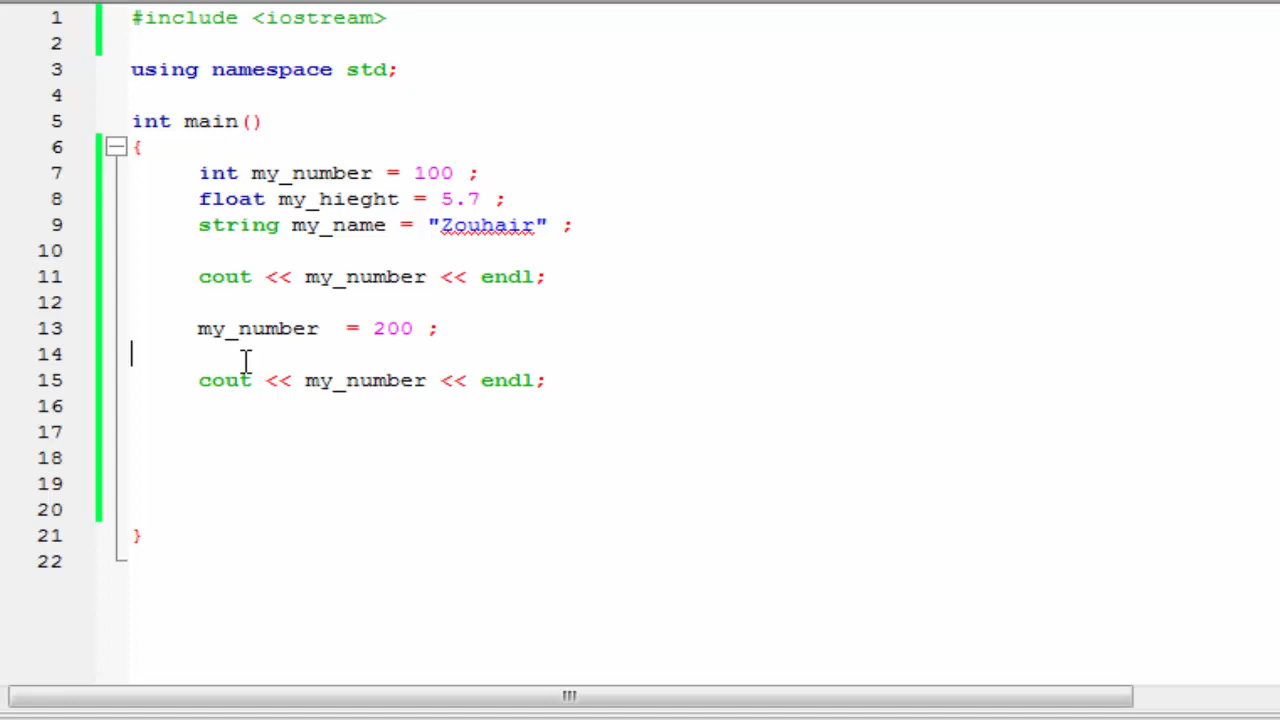 1 #include <iostream>
2
3 using namespace std;
4
5 int main()
6 {
7 int my_number = 100 ;
8 float my_hieght = 5.7 ;
9 string my_name = "Zouhair" ;
10
11 cout << my_number << endl;
12
13 my_number  = 200 ;
14
15 cout << my_number << endl;
16
17
18
19
20
21 }
22